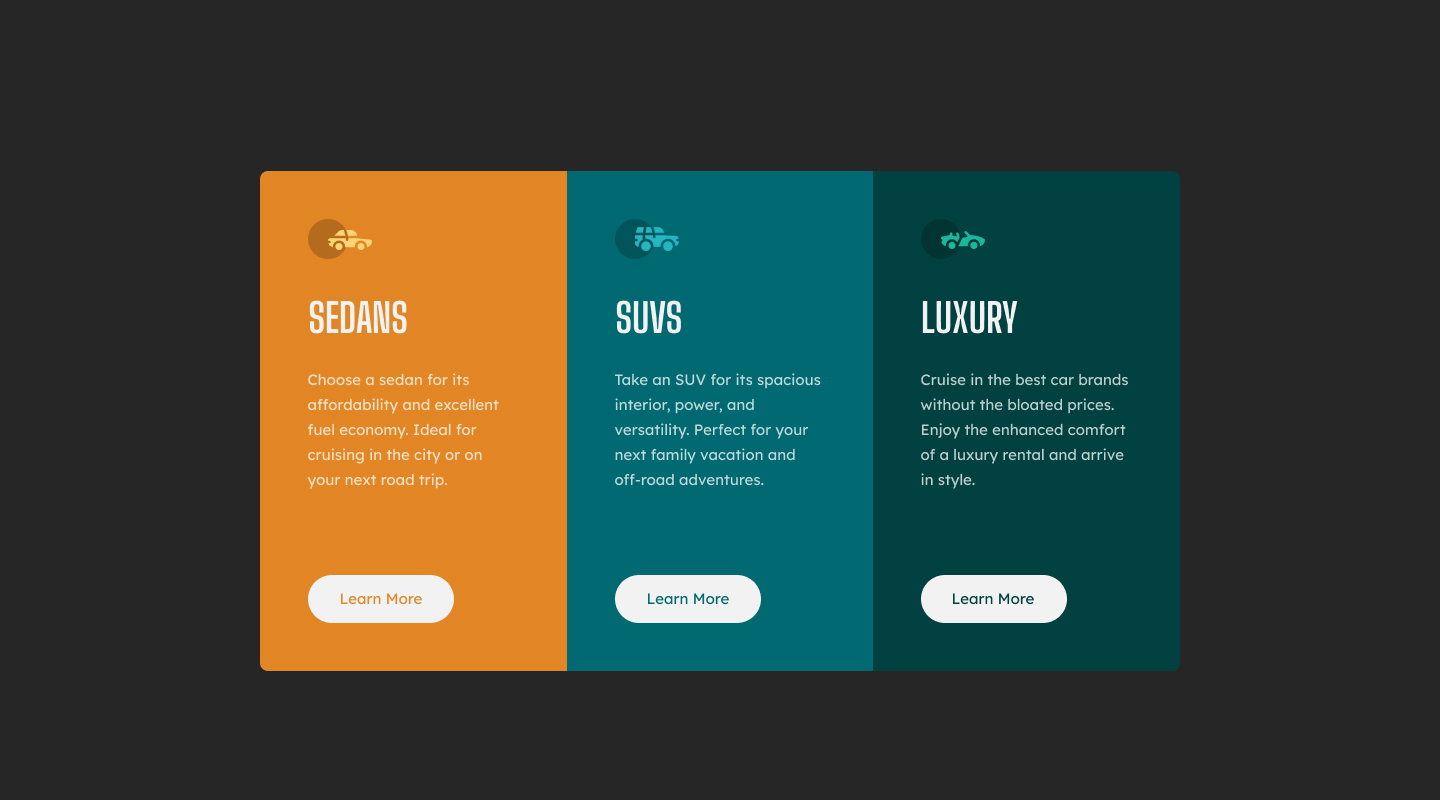 SEDANS
Choose a sedan for its
affordability and excellent
fuel economy. Ideal for
cruising in the city or on
your next road trip.
Learn More
SUVS
Take an SUV for its spacious
interior, power, and
versatility. Perfect for your
next family vacation and
off-road adventures.
Learn More
LUXURY
Cruise in the best car brands
without the bloated prices.
Enjoy the enhanced comfort
of a luxury rental and arrive
in style.
Learn More